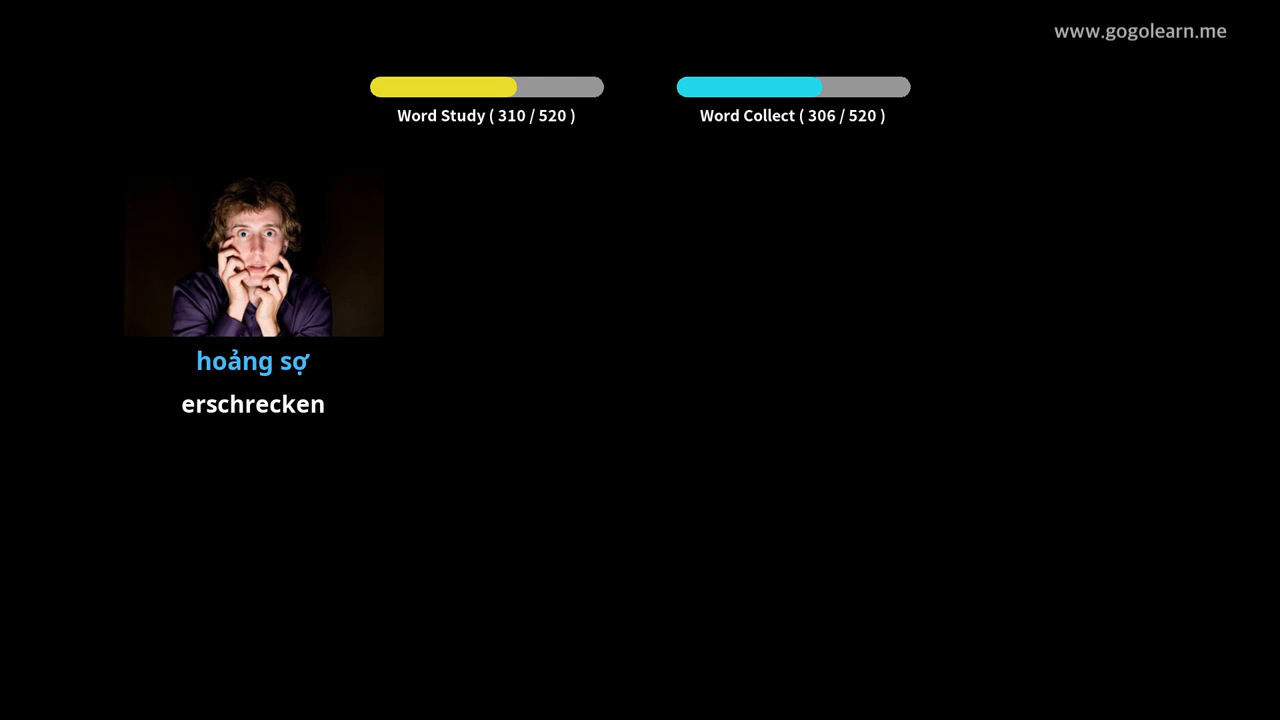 www.gogolearn.me
Word Study ( 310 / 520 )
Word Collect ( 306 / 520 )
hoảng sợ
erschrecken